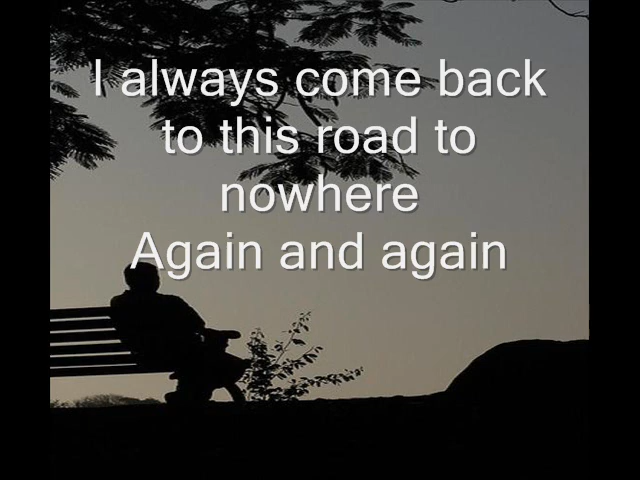 I always come back
to this road to
nowhere
Again and again